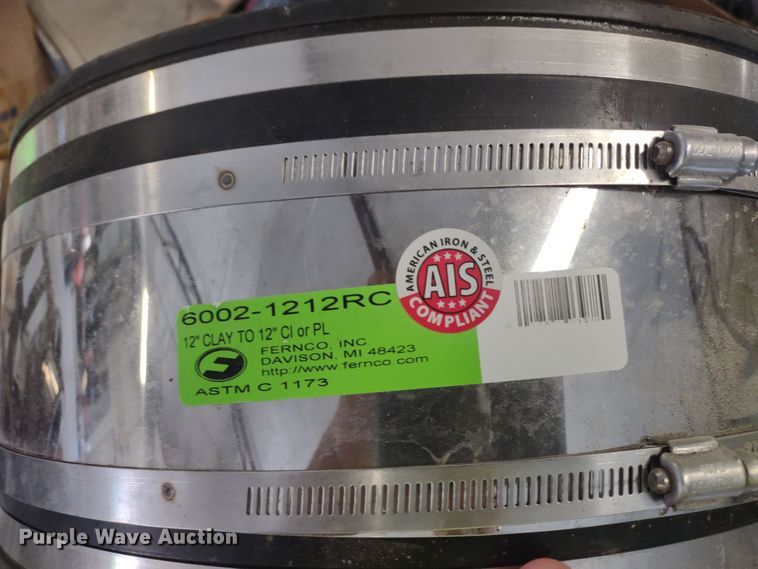 6002-1212RC
12" CLAY TO 12" CI or PL
FERNCO, INC
DAVISON, MI 48423
http://www.fernco.com
ASTM C 1173
AMERICAN IRON & STEEL
AIS
COMPLIANT
Purple Wave Auction